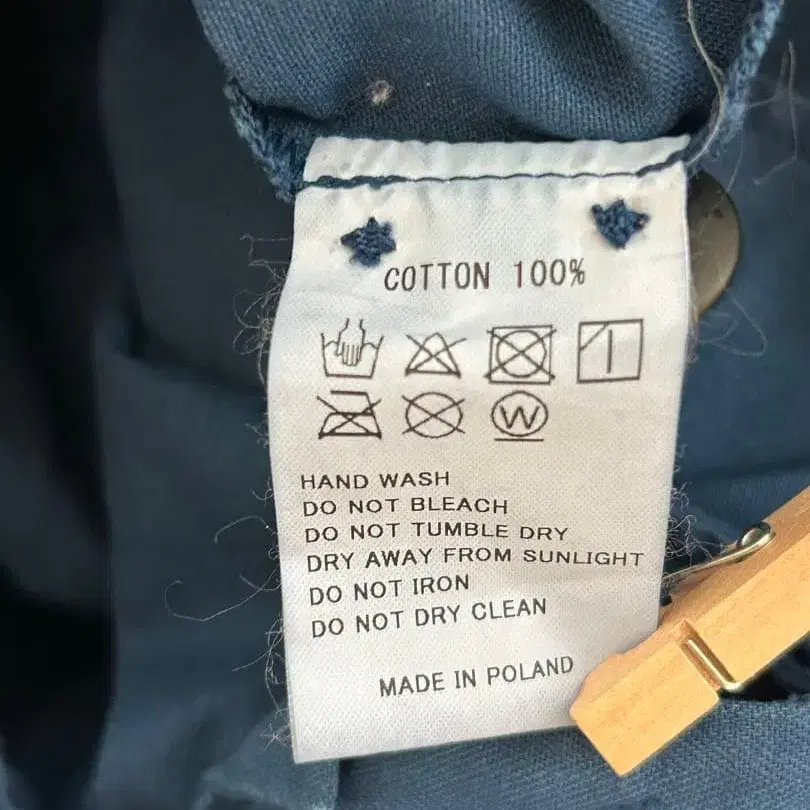 COTTON 100%
W
HAND WASH
DO NOT BLEACH
DO NOT TUMBLE DRY
DRY AWAY FROM SUNLIGHT
DO NOT IRON
DO NOT DRY CLEAN
MADE IN POLAND